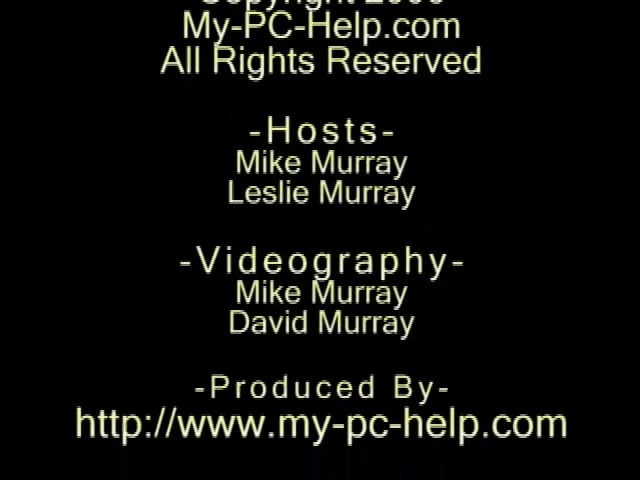 Copyright
My-PC-Help.com
All Rights Reserved
-Hosts-
Mike Murray
Leslie Murray
-Videography-
Mike Murray
David Murray
-Produced By-
http://www.my-pc-help.com